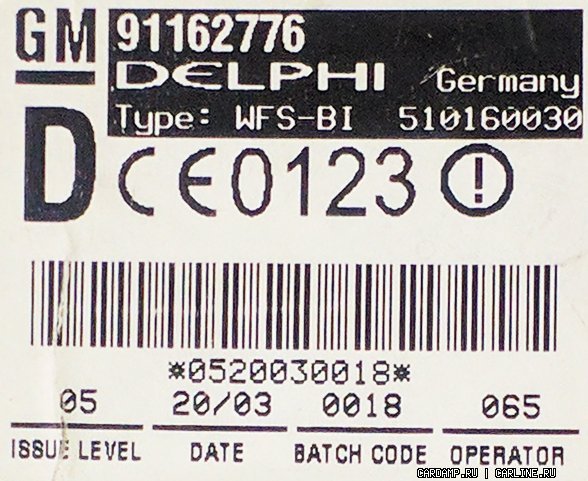 GM 91162776
DELPHI Germany
Type: WFS-BI 510160030
D CE0123 !
*0520030018*
05 20/03 0018 065
ISSUE LEVEL DATE BATCH CODE OPERATOR
CARDAMP.RU | CARLINE.RU